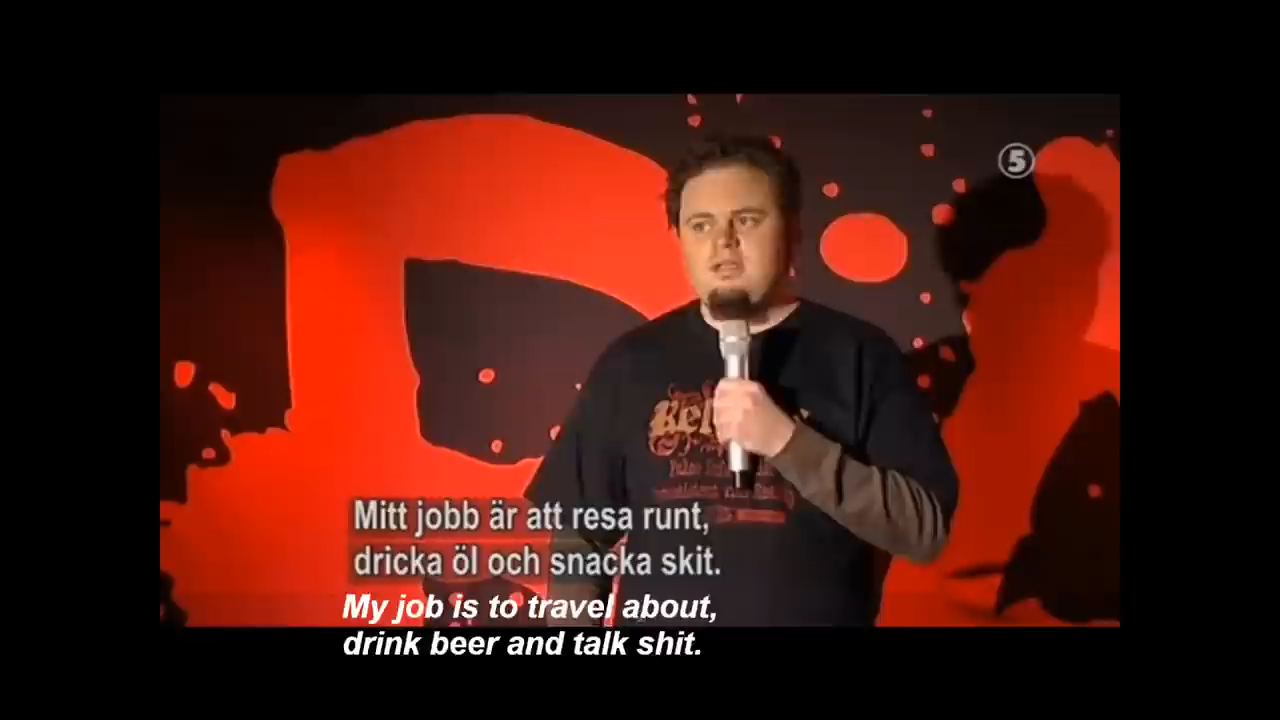 5
Mitt jobb är att resa runt,
dricka öl och snacka skit.
My job is to travel about,
drink beer and talk shit.